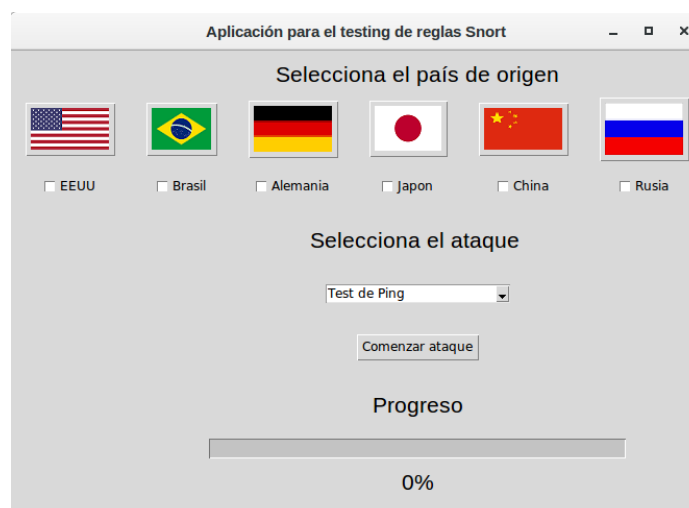 Aplicación para el testing de reglas Snort
Selecciona el país de origen
EEUU Brasil Alemania Japon China Rusia
Selecciona el ataque
Test de Ping
Comenzar ataque
Progreso
0%